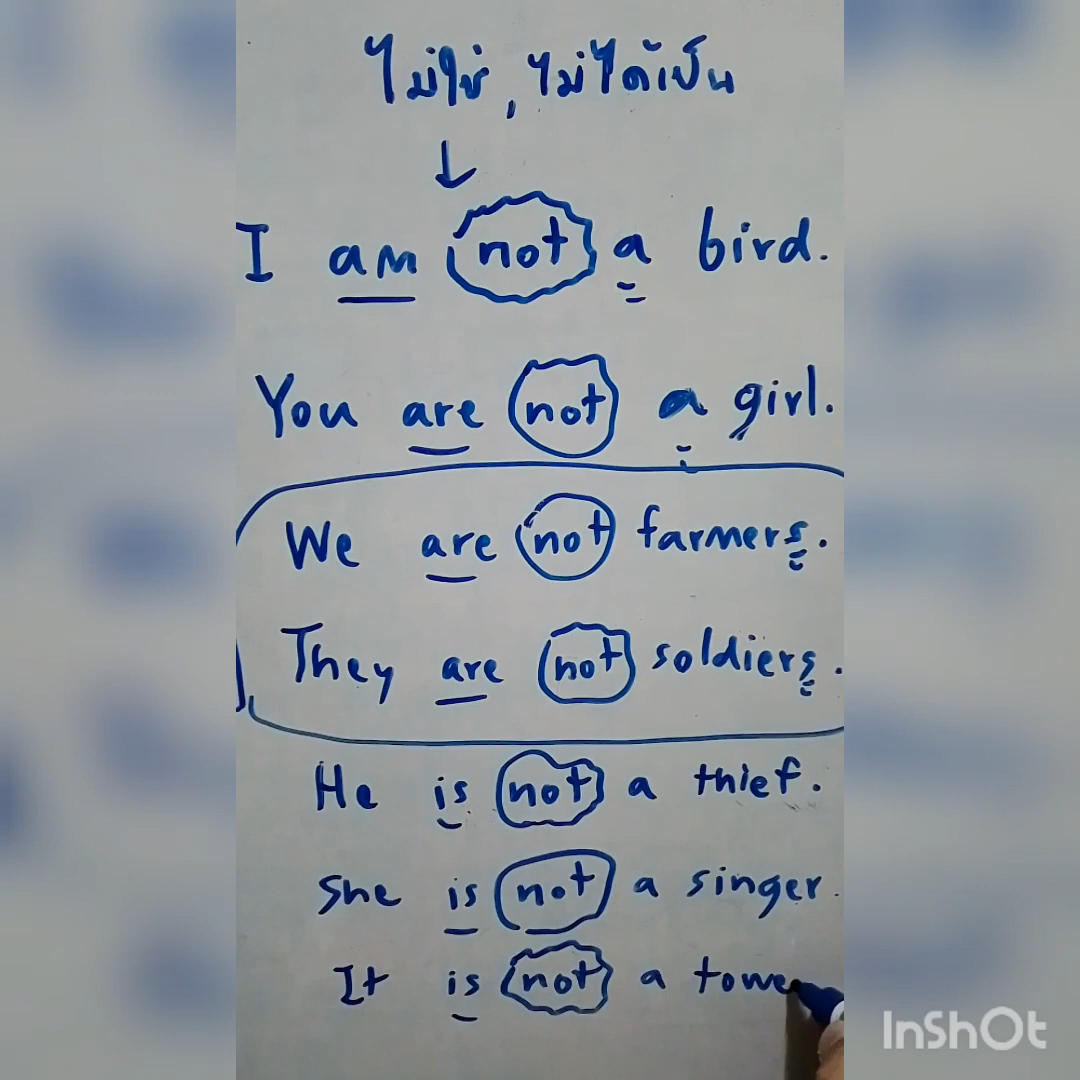 ไม่ใช่, ไม่ได้เป็น
I am not a bird.
You are not a girl.
We are not farmers.
They are not soldiers.
He is not a thief.
She is not a singer.
It is not a towe
InShOt